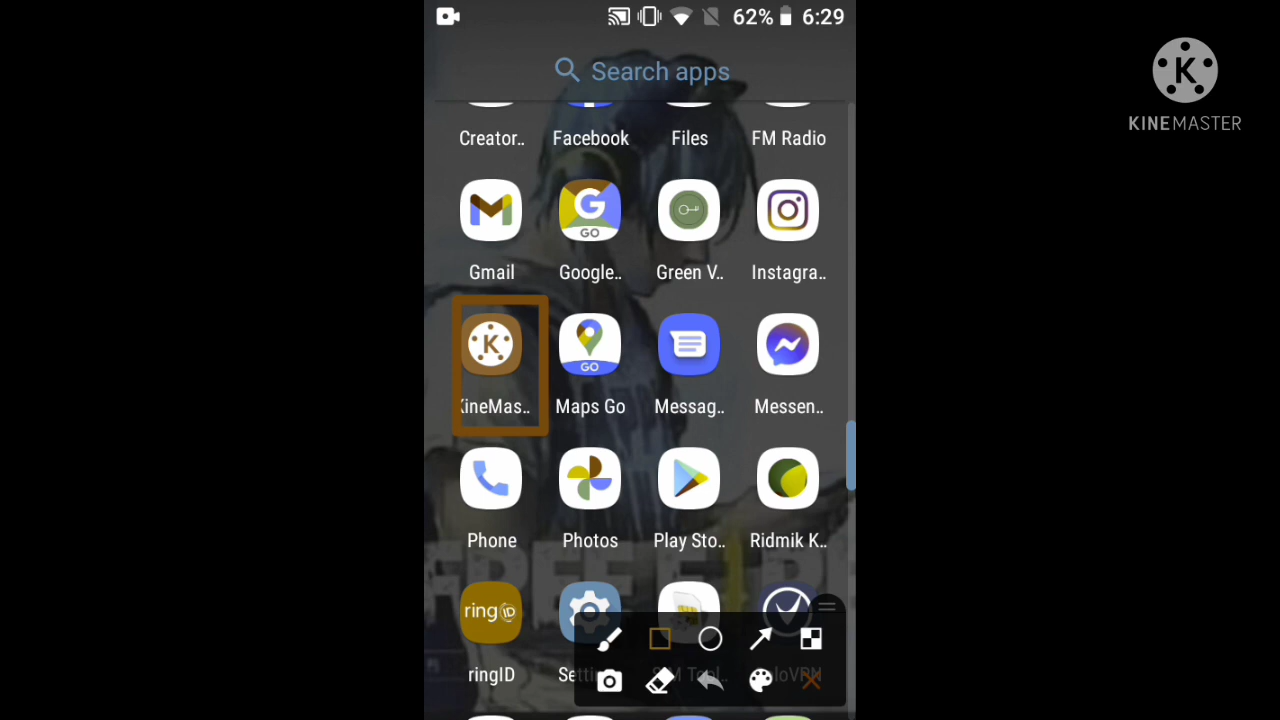 62% 6:29
Search apps
KINEMASTER
Creator.. Facebook Files FM Radio
Gmail Google.. Green V.. Instagra..
GO
KineMas.. Maps Go Messag.. Messen..
GO
Phone Photos Play Sto.. Ridmik K..
ringID
ringID